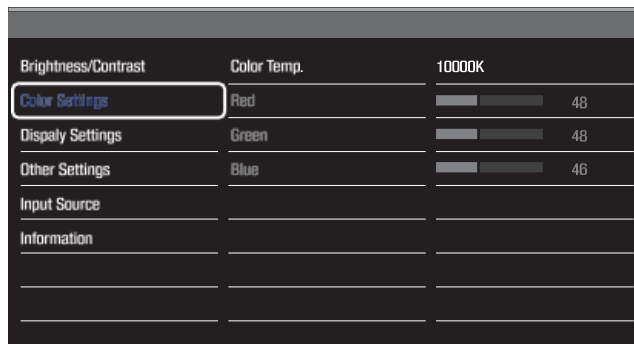 Brightness/Contrast Color Temp. 10000K
Color Settings Red 48
Dispaly Settings Green 48
Other Settings Blue 46
Input Source
Information